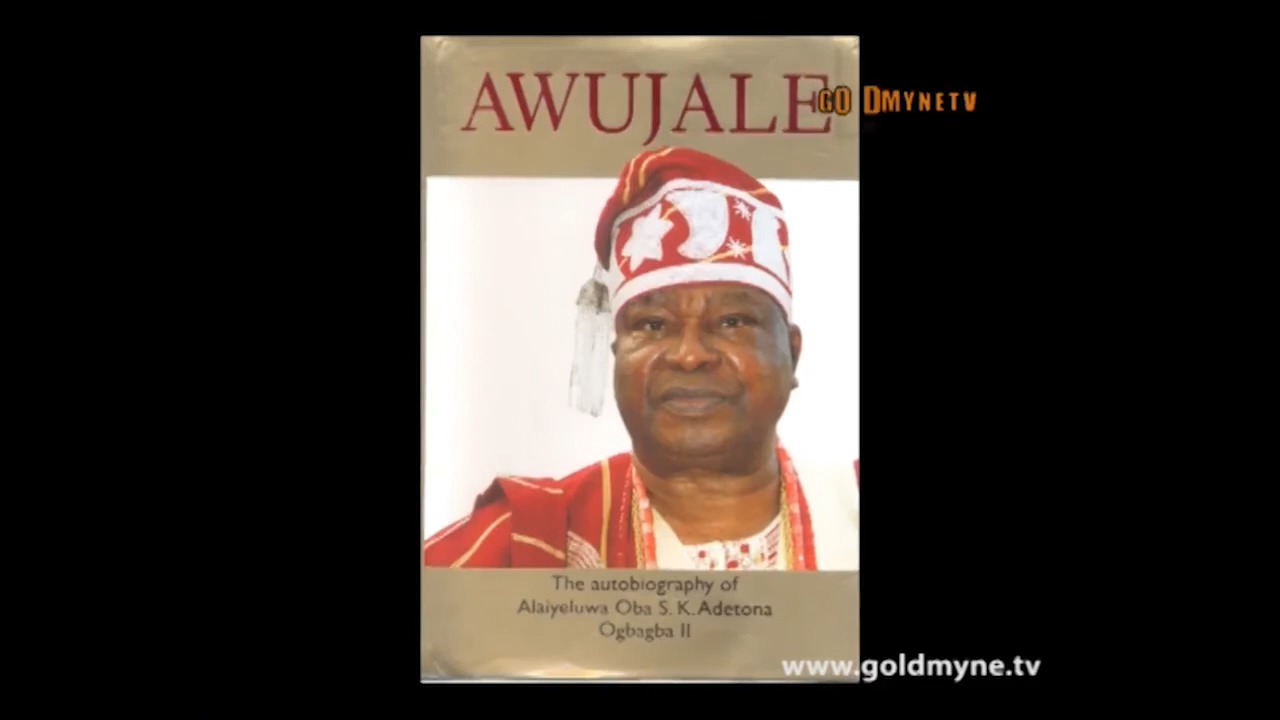 AWUJALE
GOLDMYNETV
The autobiography of
Alaiyeluwa Oba S. K. Adetona
Ogbagba II
www.goldmyne.tv